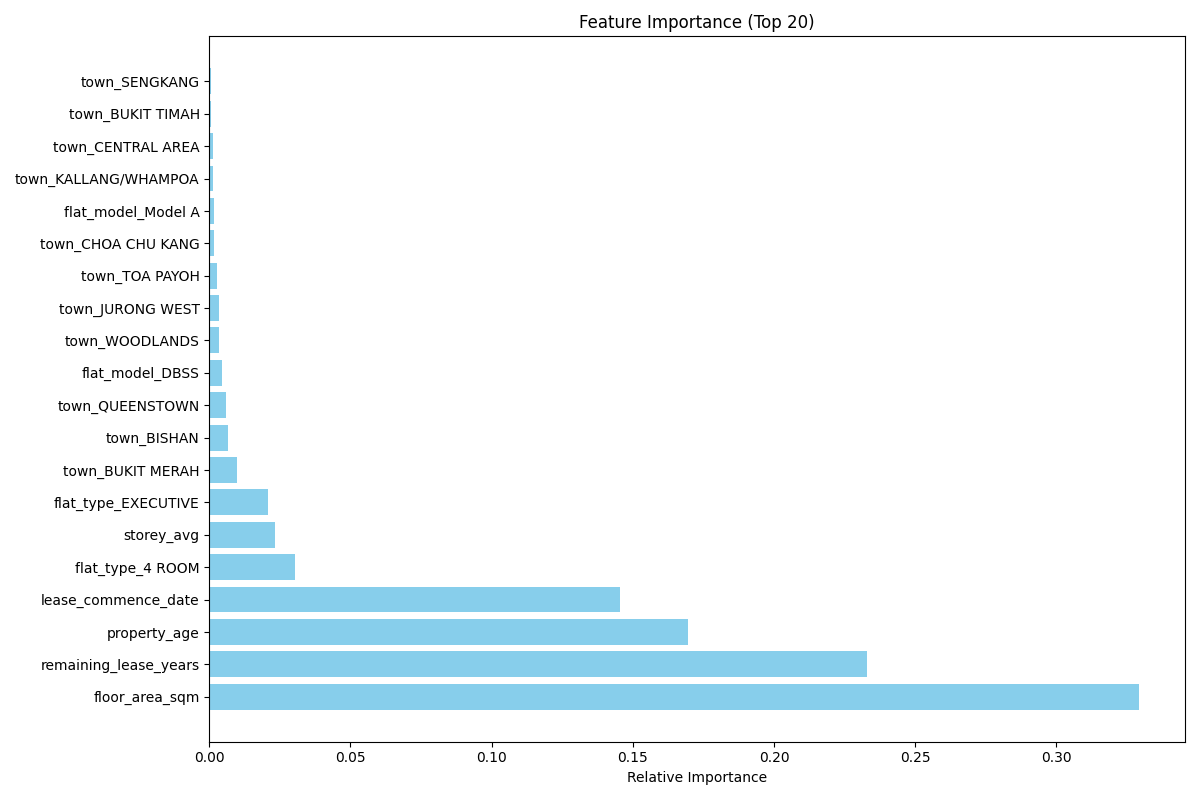 Feature Importance (Top 20)
town_SENGKANG
town_BUKIT TIMAH
town_CENTRAL AREA
town_KALLANG/WHAMPOA
flat_model_Model A
town_CHOA CHU KANG
town_TOA PAYOH
town_JURONG WEST
town_WOODLANDS
flat_model_DBSS
town_QUEENSTOWN
town_BISHAN
town_BUKIT MERAH
flat_type_EXECUTIVE
storey_avg
flat_type_4 ROOM
lease_commence_date
property_age
remaining_lease_years
floor_area_sqm
0.00 0.05 0.10 0.15 0.20 0.25 0.30
Relative Importance